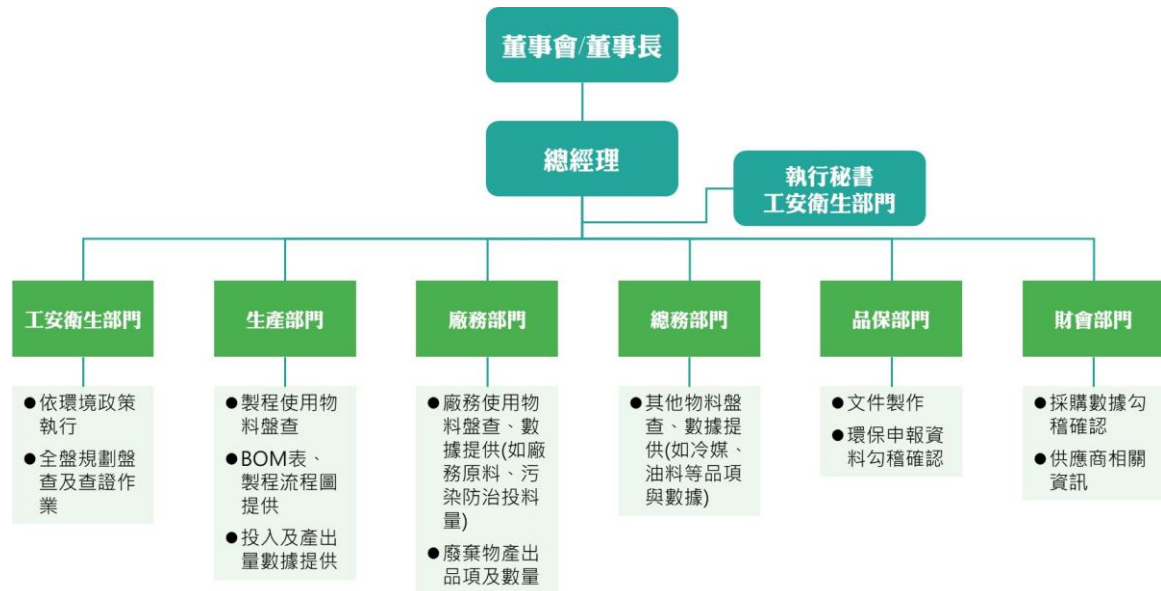 董事會/董事長
總經理
執行秘書
工安衛生部門
工安衛生部門
生產部門
廠務部門
總務部門
品保部門
財會部門
●依環境政策
執行
●全盤規劃盤
查及查證作
業
●製程使用物
料盤查
●BOM表、
製程流程圖
提供
●投入及產出
量數據提供
●廠務使用物
料盤查、數
據提供(如廠
務原料、污
染防治投料
量)
●廢棄物產出
品項及數量
●其他物料盤
查、數據提
供(如冷媒、
油料等品項
與數據)
●文件製作
●環保申報資
料勾稽確認
●採購數據勾
稽確認
●供應商相關
資訊